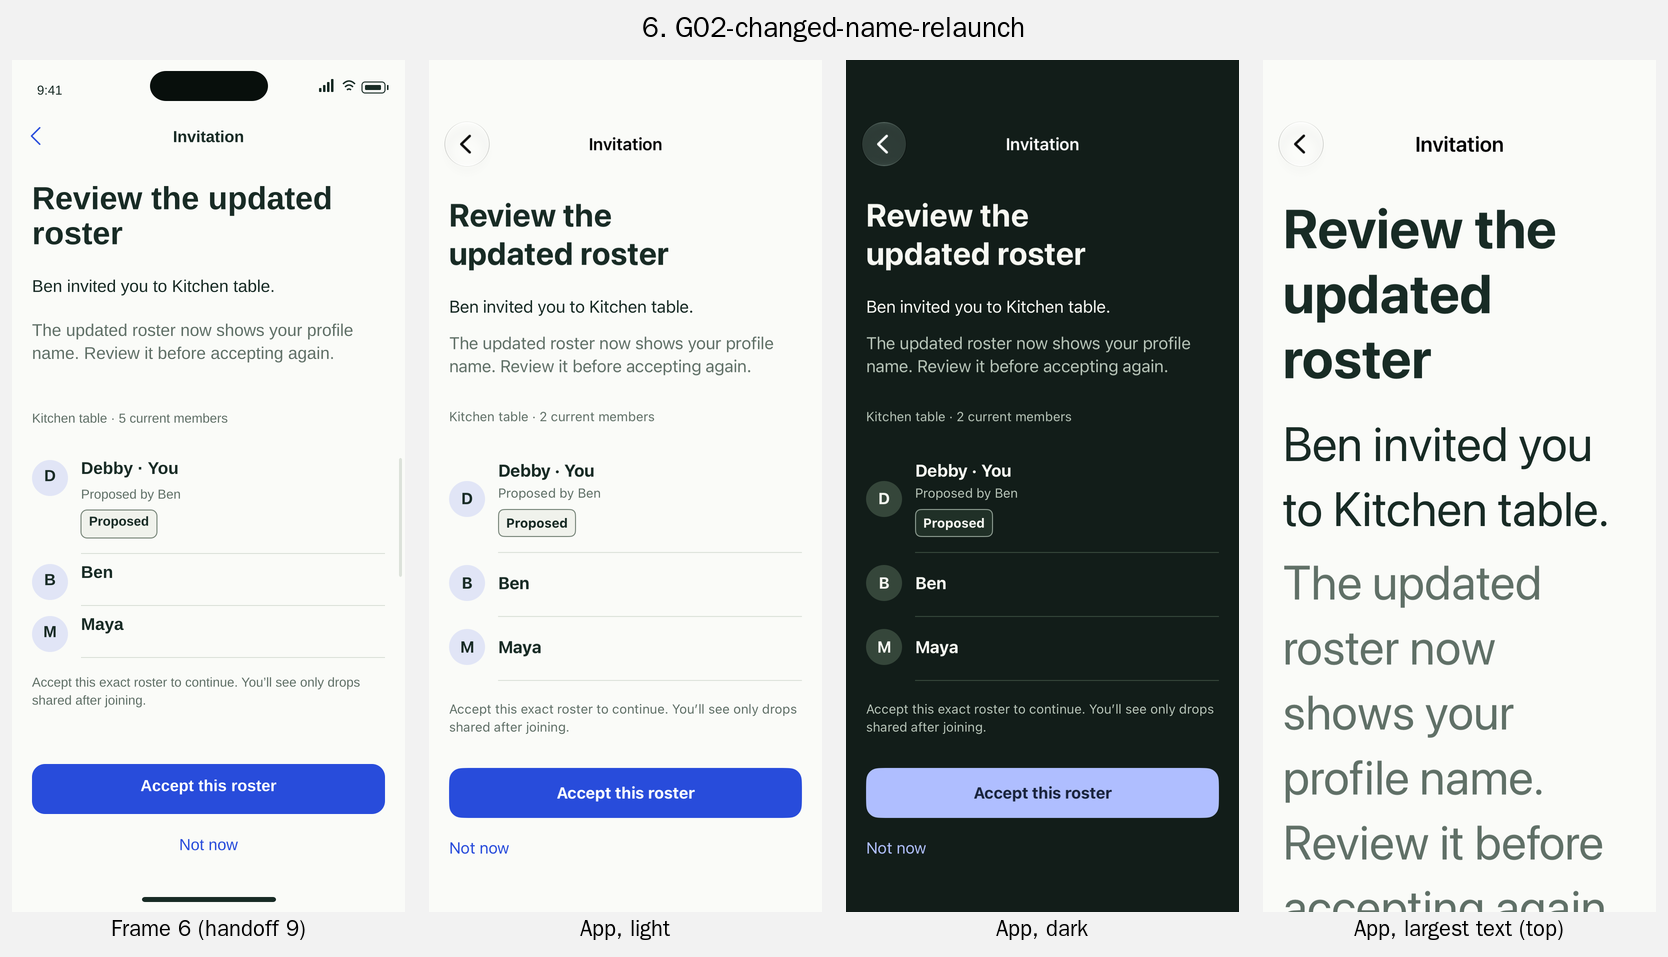 6. G02-changed-name-relaunch
9:41
Invitation
Review the updated
roster
Ben invited you to Kitchen table.
The updated roster now shows your profile
name. Review it before accepting again.
Kitchen table · 5 current members
D
Debby · You
Proposed by Ben
Proposed
B
Ben
M
Maya
Accept this exact roster to continue. You’ll see only drops
shared after joining.
Accept this roster
Not now
Frame 6 (handoff 9)
Invitation
Review the
updated roster
Ben invited you to Kitchen table.
The updated roster now shows your profile
name. Review it before accepting again.
Kitchen table · 2 current members
D
Debby · You
Proposed by Ben
Proposed
B
Ben
M
Maya
Accept this exact roster to continue. You’ll see only drops
shared after joining.
Accept this roster
Not now
App, light
Invitation
Review the
updated roster
Ben invited you to Kitchen table.
The updated roster now shows your profile
name. Review it before accepting again.
Kitchen table · 2 current members
D
Debby · You
Proposed by Ben
Proposed
B
Ben
M
Maya
Accept this exact roster to continue. You’ll see only drops
shared after joining.
Accept this roster
Not now
App, dark
Invitation
Review the
updated
roster
Ben invited you
to Kitchen table.
The updated
roster now
shows your
profile name.
Review it before
accepting again
App, largest text (top)